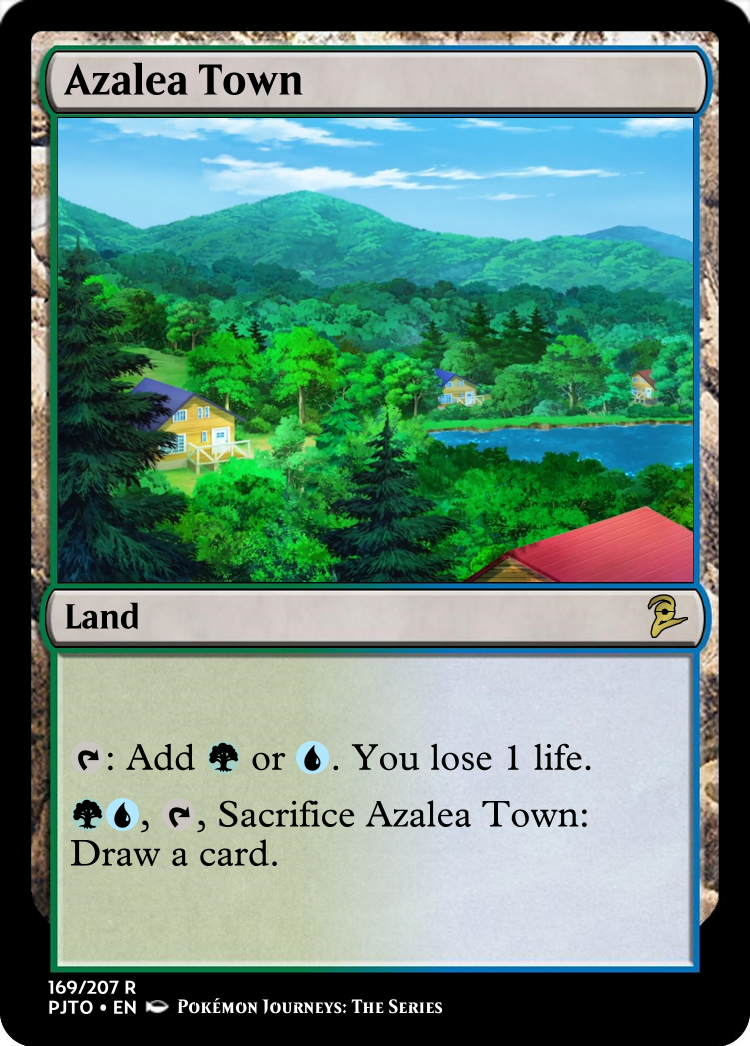 Azalea Town
Land
: Add or . You lose 1 life.
, , Sacrifice Azalea Town:
Draw a card.
169/207 R
PJTO • EN Pokémon Journeys: The Series